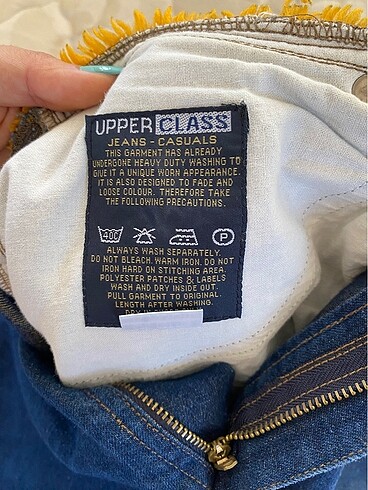 UPPER CLASS
JEANS - CASUALS
THIS GARMENT HAS ALREADY
UNDERGONE HEAVY DUTY WASHING TO
GIVE IT A UNIQUE WORN APPEARANCE.
IT IS ALSO DESIGNED TO FADE AND
LOOSE COLOUR. THEREFORE TAKE
THE FOLLOWING PRECAUTIONS.
40C P
ALWAYS WASH SEPARATELY.
DO NOT BLEACH. WARM IRON. DO NOT
IRON HARD ON STITCHING AREA.
POLYESTER PATCHES & LABELS
WASH AND DRY INSIDE OUT.
PULL GARMENT TO ORIGINAL.
LENGTH AFTER WASHING.
DRY IN